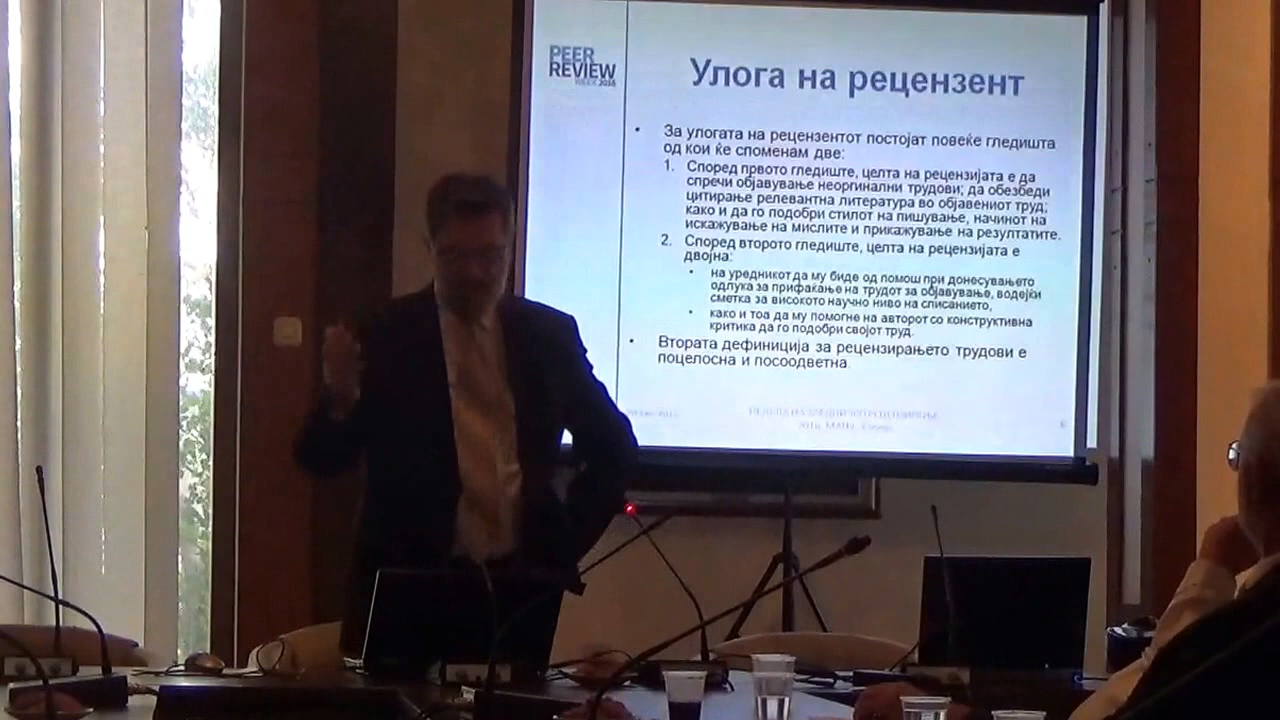 PEER
REVIEW
WEEK 2016
Улога на рецензент
• За улогата на рецензентот постојат повеќе гледишта
од кои ќе споменам две:
1. Според првото гледиште, целта на рецензијата е да
спречи објавување неоргинални трудови; да обезбеди
цитирање релевантна литература во објавениот труд;
како и да го подобри стилот на пишување, начинот на
искажување на мислите и прикажување на резултатите.
2. Според второто гледиште, целта на рецензијата е
двојна:
• на уредникот да му биде од помош при донесувањето
одлука за прифаќање на трудот за објавување, водејќи
сметка за високото научно ниво на списанието,
• како и тоа да му помогне на авторот со конструктивна
критика да го подобри својот труд.
• Втората дефиниција за рецензирањето трудови е
поцелосна и посоодветна.